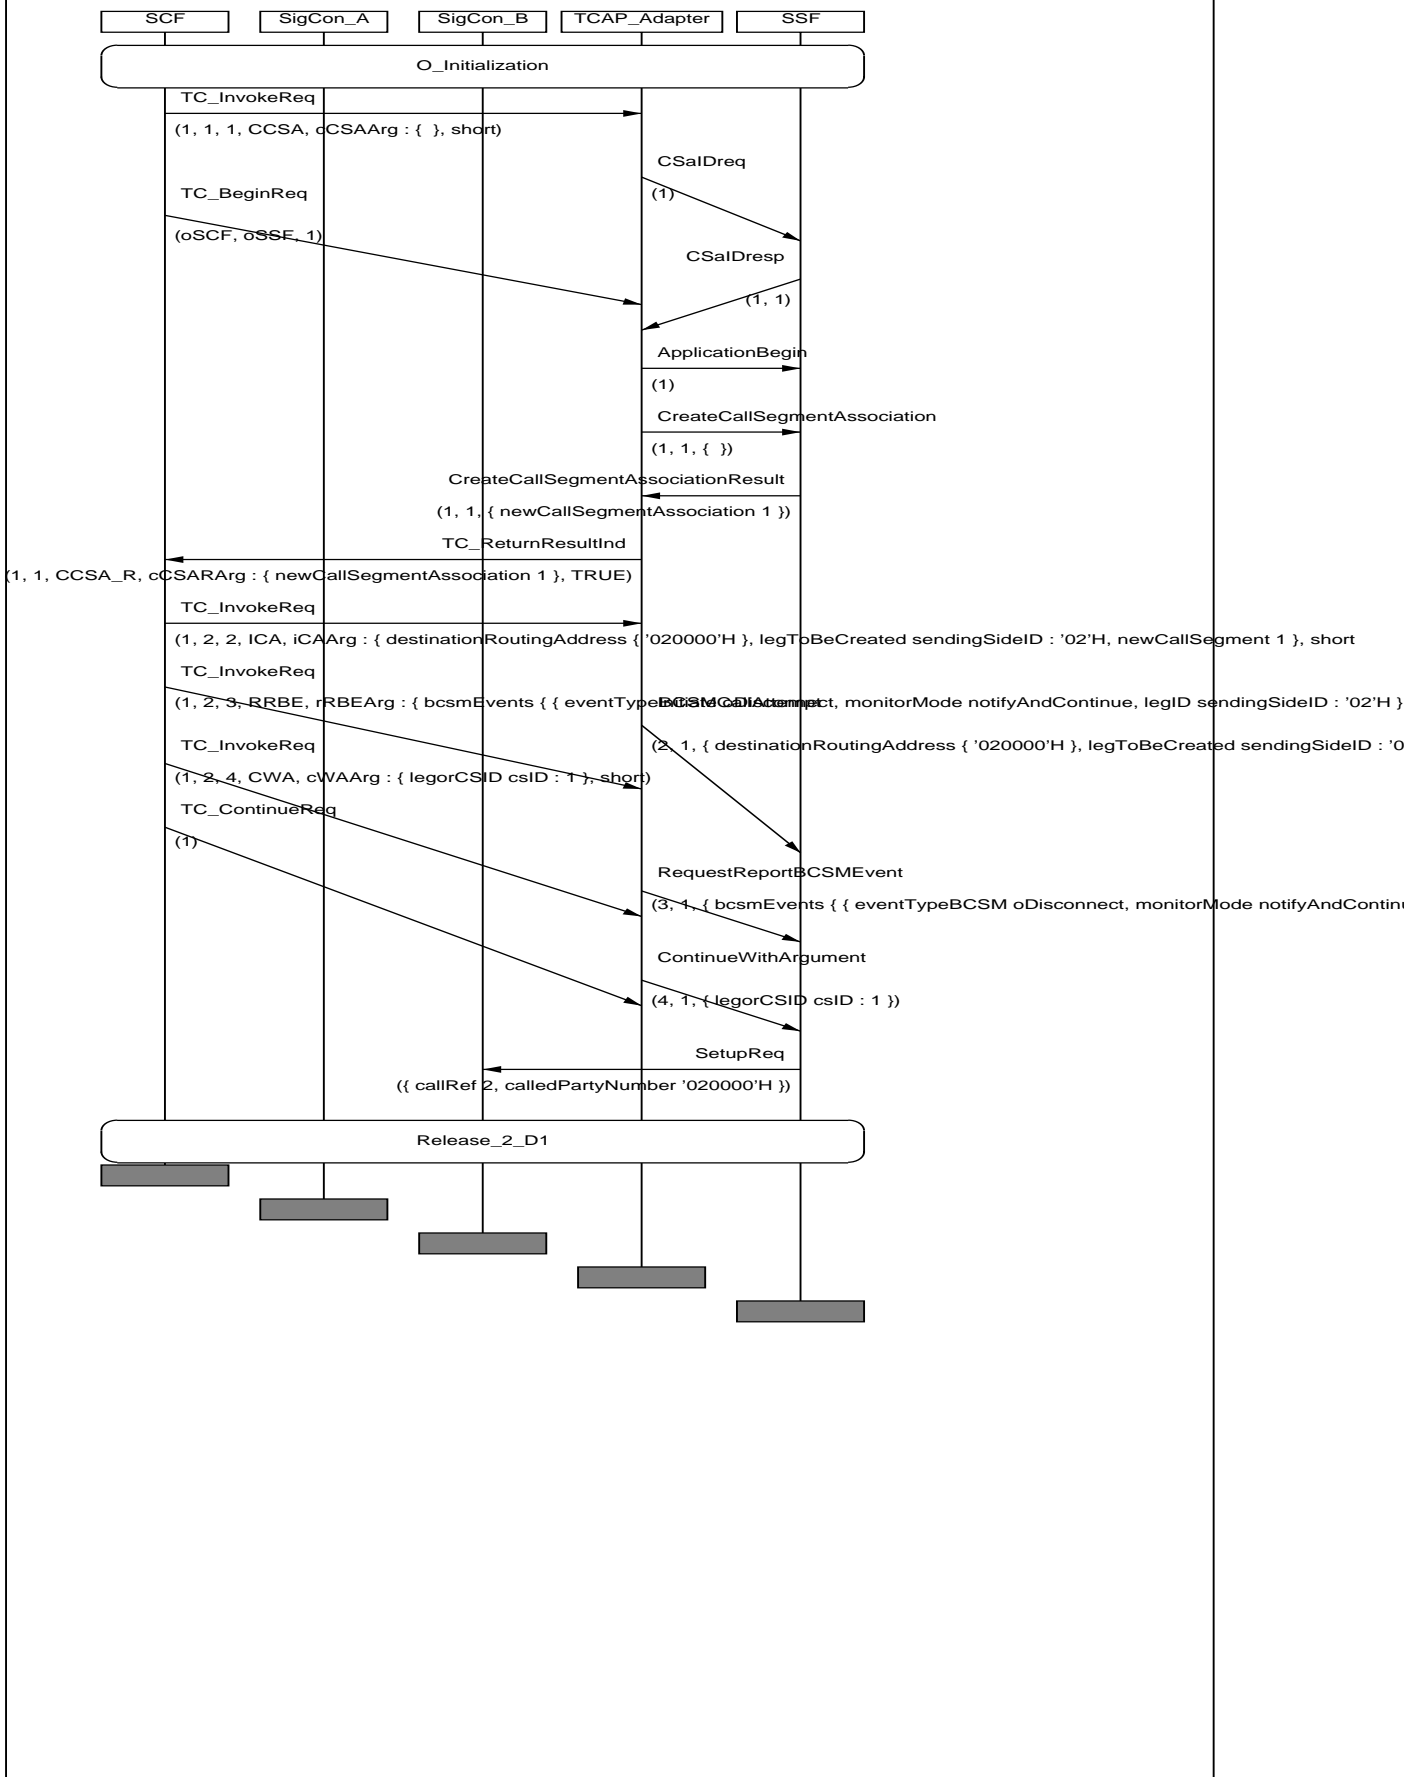 SCF SigCon_A SigCon_B TCAP_Adapter SSF
O_Initialization
TC_InvokeReq
(1, 1, 1, CCSA, cCSAArg : { }, short)
CSaIDreq
(1)
TC_BeginReq
(oSCF, oSSF, 1)
CSaIDresp
(1, 1)
ApplicationBegin
(1)
CreateCallSegmentAssociation
(1, 1, { })
CreateCallSegmentAssociationResult
(1, 1, { newCallSegmentAssociation 1 })
TC_ReturnResultInd
(1, 1, CCSA_R, cCSARArg : { newCallSegmentAssociation 1 }, TRUE)
TC_InvokeReq
(1, 2, 2, ICA, iCAArg : { destinationRoutingAddress { '020000'H }, legToBeCreated sendingSideID : '02'H, newCallSegment 1 }, short
TC_InvokeReq
(1, 2, 3, RRBE, rRBEArg : { bcsmEvents { { eventTypeBCSM oDisconnect, monitorMode notifyAndContinue, legID sendingSideID : '02'H }
InitiateCallAttempt
(2, 1, { destinationRoutingAddress { '020000'H }, legToBeCreated sendingSideID : '0
TC_InvokeReq
(1, 2, 4, CWA, cWAArg : { legorCSID csID : 1 }, short)
TC_ContinueReq
(1)
RequestReportBCSMEvent
(3, 1, { bcsmEvents { { eventTypeBCSM oDisconnect, monitorMode notifyAndContinu
ContinueWithArgument
(4, 1, { legorCSID csID : 1 })
SetupReq
({ callRef 2, calledPartyNumber '020000'H })
Release_2_D1